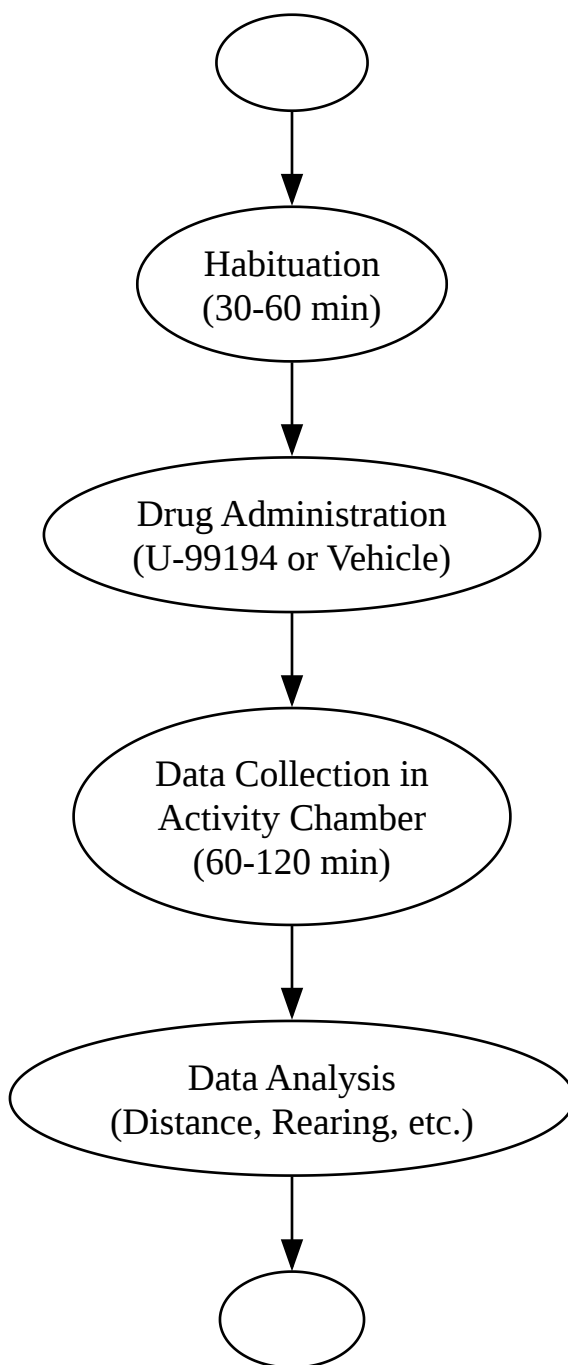 Habituation
(30-60 min)
Drug Administration
(U-99194 or Vehicle)
Data Collection in
Activity Chamber
(60-120 min)
Data Analysis
(Distance, Rearing, etc.)